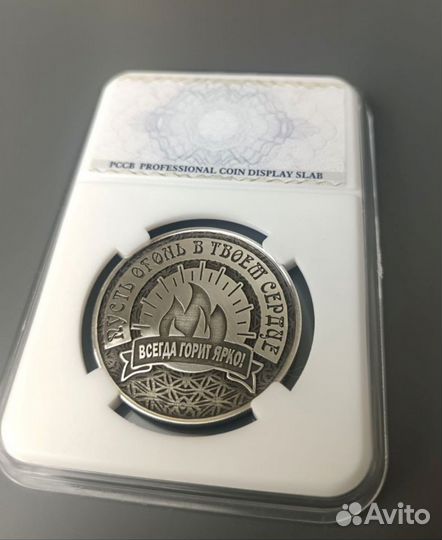 PCCB PROFESSIONAL COIN DISPLAY SLAB
ПУСТЬ ОГОНЬ В ТВОЕМ СЕРДЦЕ
ВСЕГДА ГОРИТ ЯРКО!
Avito